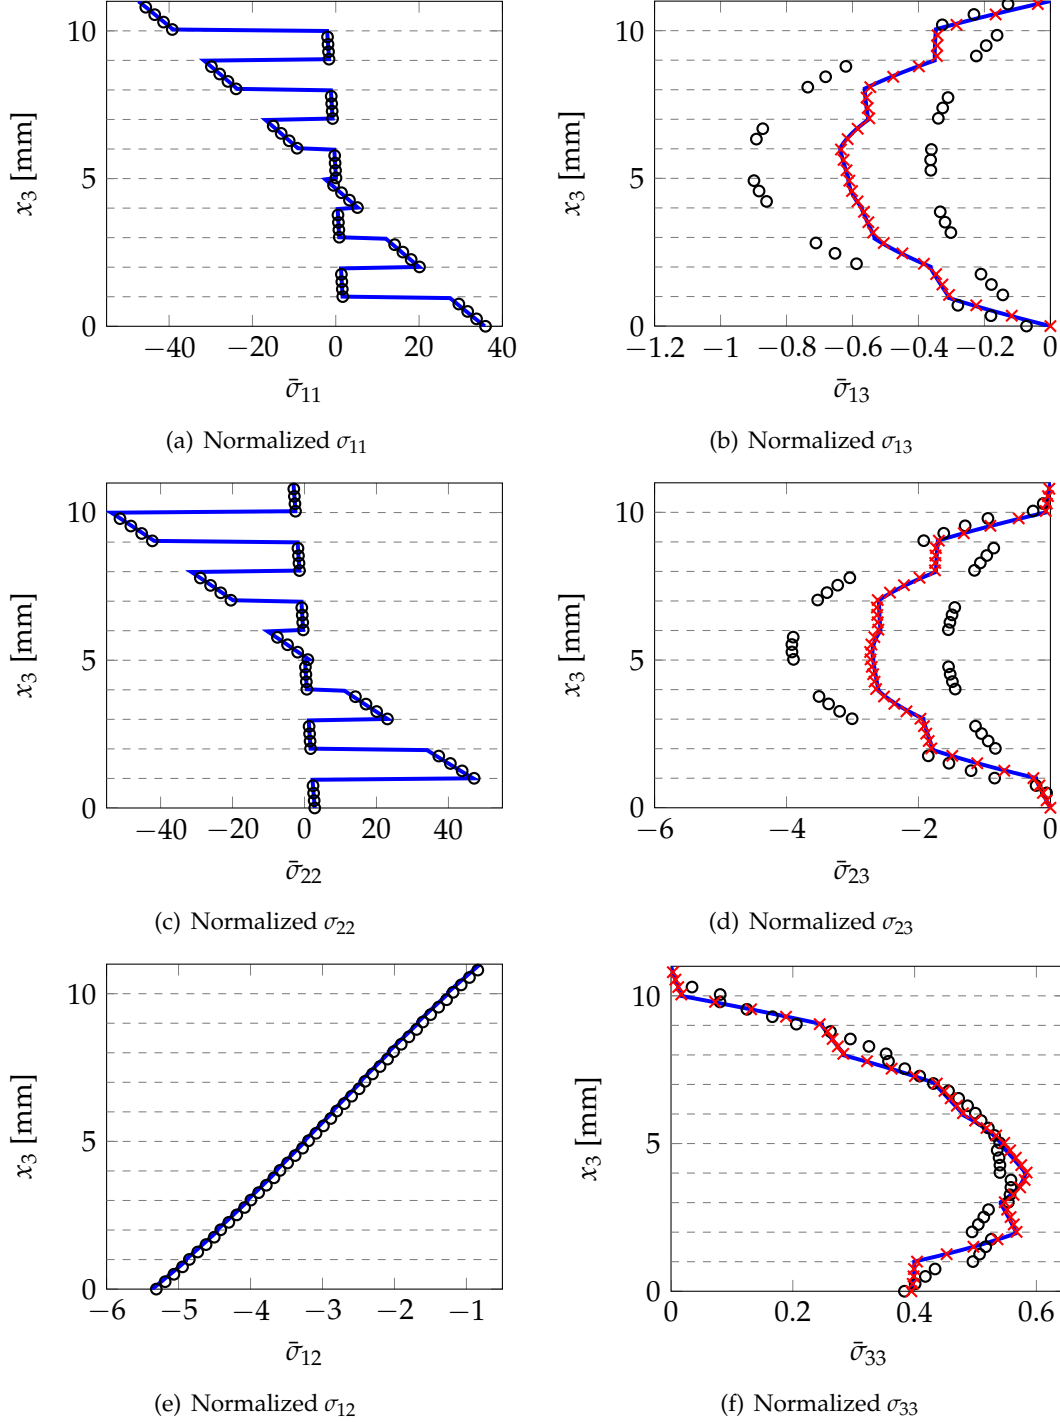 10
5
0
x₃ [mm]
−40 −20 0 20 40
σ̄₁₁
(a) Normalized σ₁₁
10
5
0
x₃ [mm]
−1.2 −1 −0.8 −0.6 −0.4 −0.2 0
σ̄₁₃
(b) Normalized σ₁₃
10
5
0
x₃ [mm]
−40 −20 0 20 40
σ̄₂₂
(c) Normalized σ₂₂
10
5
0
x₃ [mm]
−6 −4 −2 0
σ̄₂₃
(d) Normalized σ₂₃
10
5
0
x₃ [mm]
−6 −5 −4 −3 −2 −1
σ̄₁₂
(e) Normalized σ₁₂
10
5
0
x₃ [mm]
0 0.2 0.4 0.6
σ̄₃₃
(f) Normalized σ₃₃